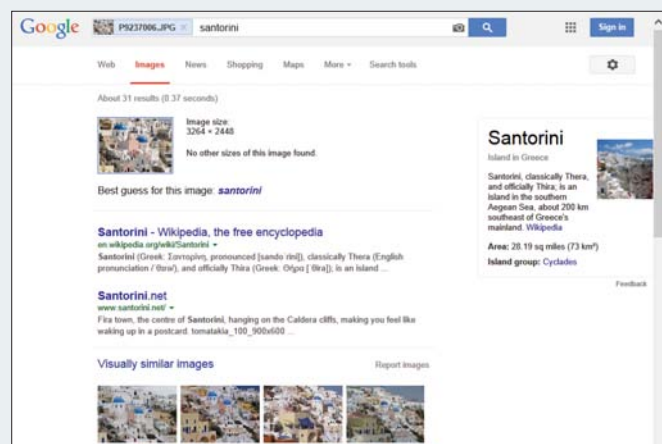 Google P9237006.JPG × santorini Sign in
Web Images News Shopping Maps More Search tools
About 31 results (0.37 seconds)
Image size:
3264 × 2448
No other sizes of this image found.
Best guess for this image: santorini
Santorini - Wikipedia, the free encyclopedia
en.wikipedia.org/wiki/Santorini
Santorini (Greek: Σαντορίνη, pronounced [sando rini]), classically Thera (English
pronunciation / θɪərə/), and officially Thira (Greek: Θήρα [ θira]); is an island ...
Santorini.net
www.santorini.net/
Fira town, the centre of Santorini, hanging on the Caldera cliffs, making you feel like
waking up in a postcard. tomatakia_100_900x600 ...
Visually similar images Report images
Santorini
Island in Greece
Santorini, classically Thera,
and officially Thira; is an
island in the southern
Aegean Sea, about 200 km
southeast of Greece's
mainland. Wikipedia
Area: 28.19 sq miles (73 km²)
Island group: Cyclades
Feedback